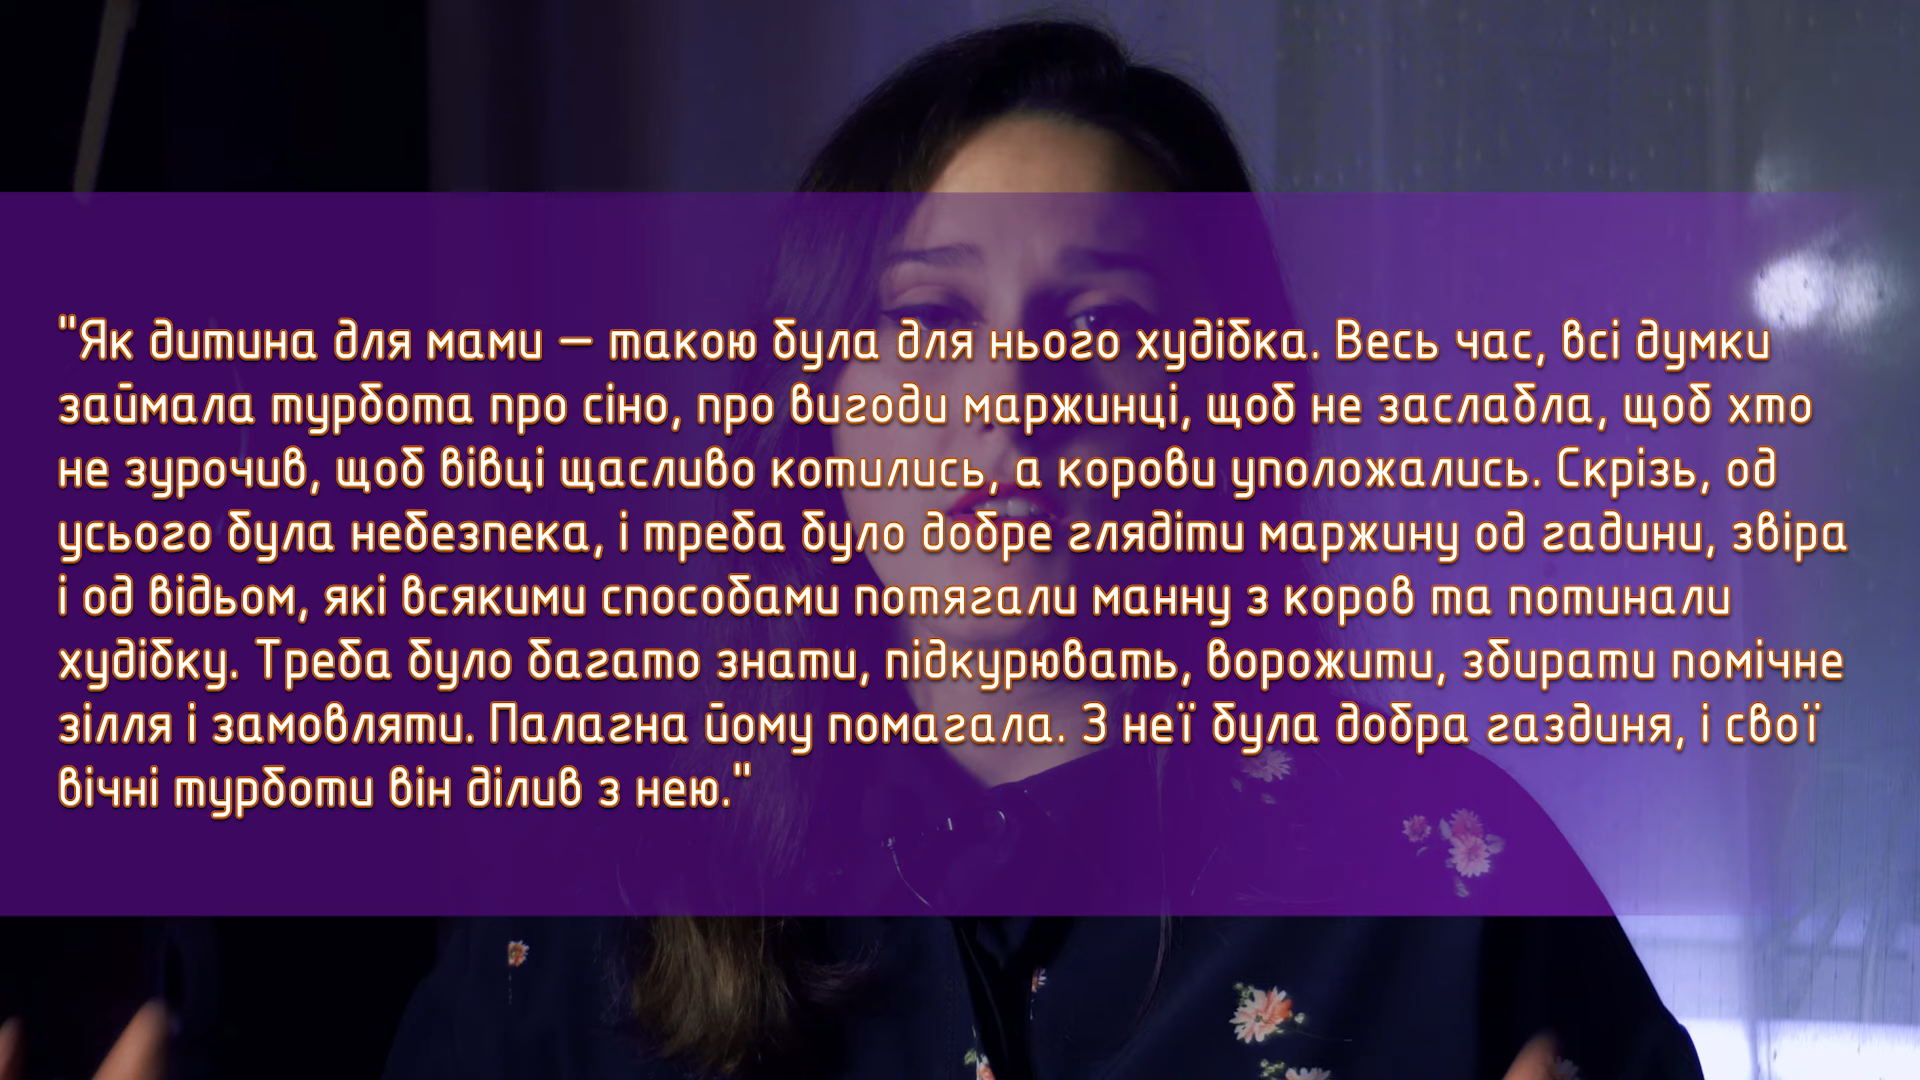 "Як дитина для мами — такою була для нього худібка. Весь час, всі думки
займала турбота про сіно, про вигоди маржинці, щоб не заслабла, щоб хто
не зурочив, щоб вівці щасливо котились, а корови уположались. Скрізь, од
усього була небезпека, і треба було добре глядіти маржину од гадини, звіра
і од відьом, які всякими способами потягали манну з коров та потинали
худібку. Треба було багато знати, підкурювать, ворожити, збирати помічне
зілля і замовляти. Палагна йому помагала. З неї була добра газдиня, і свої
вічні турботи він ділив з нею."